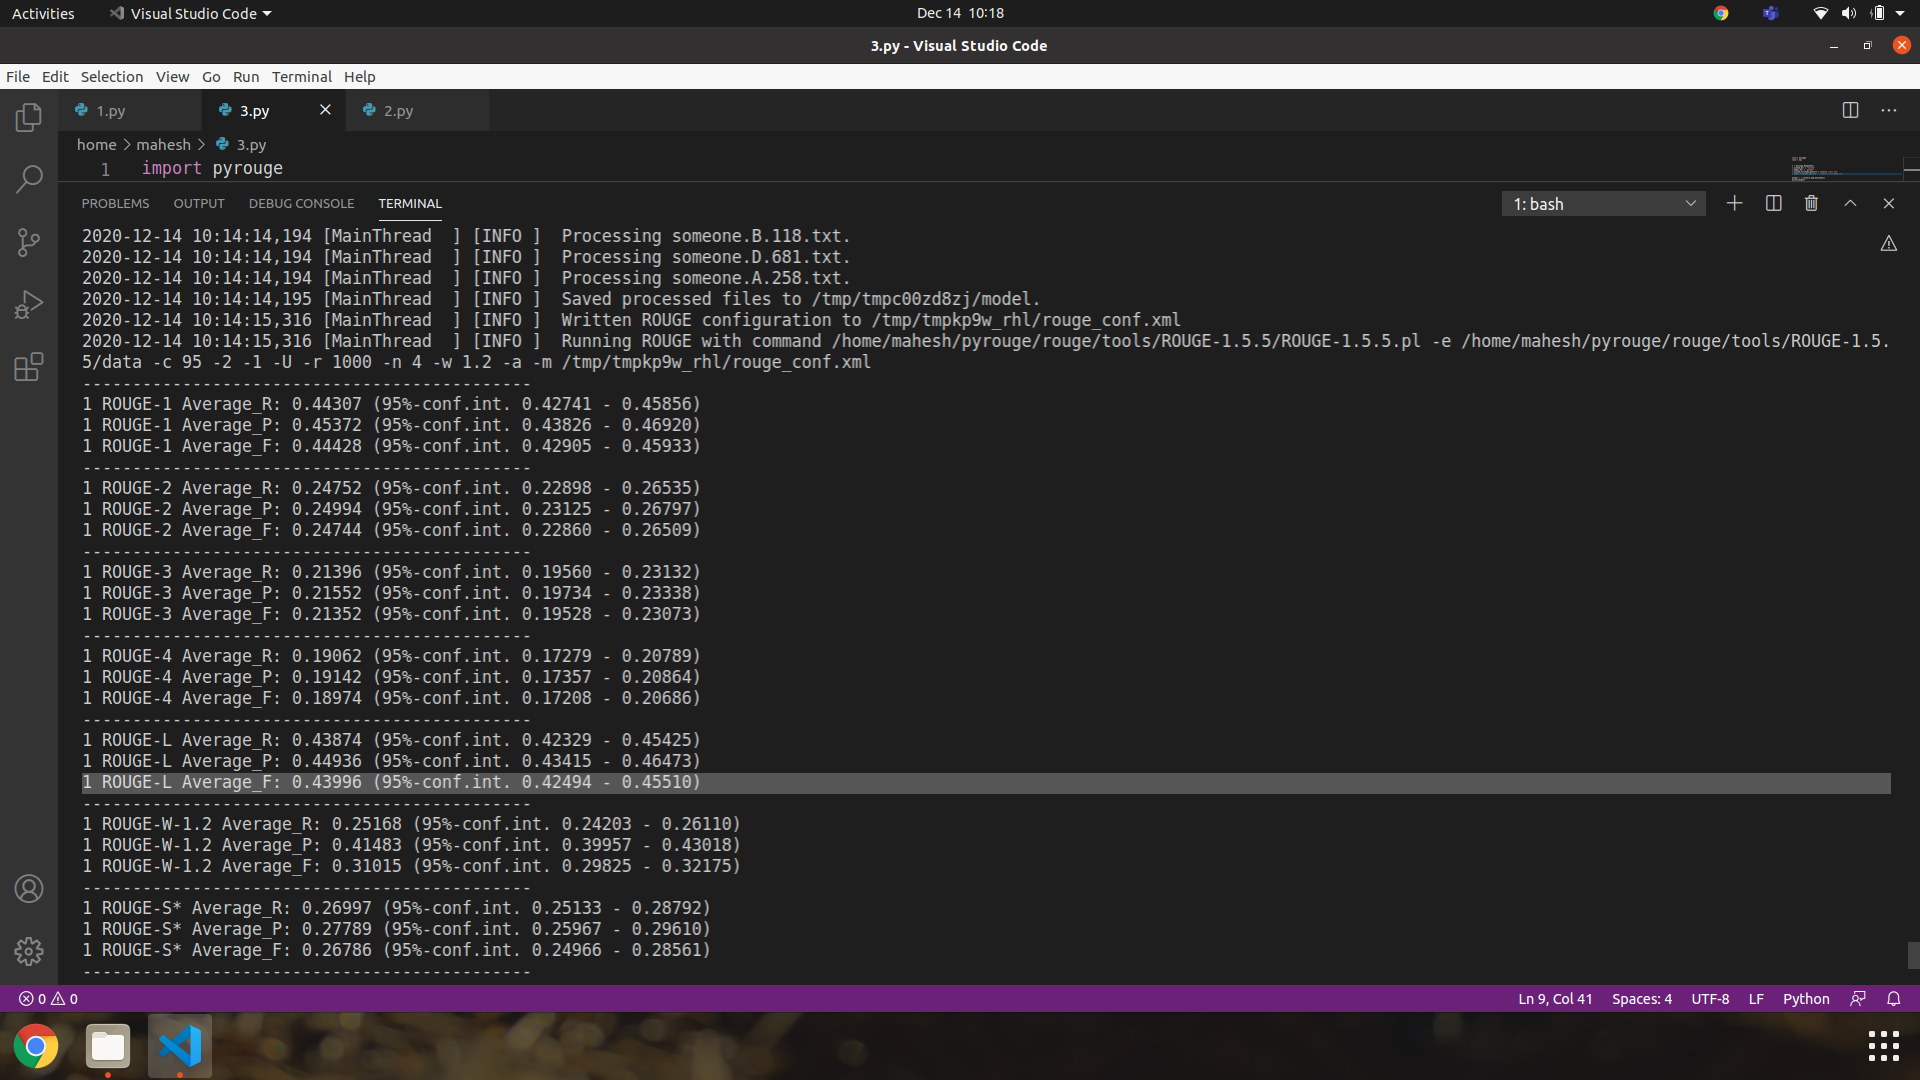 Activities Visual Studio Code Dec 14 10:18
3.py - Visual Studio Code
File Edit Selection View Go Run Terminal Help
1.py 3.py 2.py
home mahesh 3.py
1 import pyrouge
PROBLEMS OUTPUT DEBUG CONSOLE TERMINAL 1: bash
2020-12-14 10:14:14,194 [MainThread  ] [INFO ]  Processing someone.B.118.txt.
2020-12-14 10:14:14,194 [MainThread  ] [INFO ]  Processing someone.D.681.txt.
2020-12-14 10:14:14,194 [MainThread  ] [INFO ]  Processing someone.A.258.txt.
2020-12-14 10:14:14,195 [MainThread  ] [INFO ]  Saved processed files to /tmp/tmpc00zd8zj/model.
2020-12-14 10:14:15,316 [MainThread  ] [INFO ]  Written ROUGE configuration to /tmp/tmpkp9w_rhl/rouge_conf.xml
2020-12-14 10:14:15,316 [MainThread  ] [INFO ]  Running ROUGE with command /home/mahesh/pyrouge/rouge/tools/ROUGE-1.5.5/ROUGE-1.5.5.pl -e /home/mahesh/pyrouge/rouge/tools/ROUGE-1.5.
5/data -c 95 -2 -1 -U -r 1000 -n 4 -w 1.2 -a -m /tmp/tmpkp9w_rhl/rouge_conf.xml
---------------------------------------------
1 ROUGE-1 Average_R: 0.44307 (95%-conf.int. 0.42741 - 0.45856)
1 ROUGE-1 Average_P: 0.45372 (95%-conf.int. 0.43826 - 0.46920)
1 ROUGE-1 Average_F: 0.44428 (95%-conf.int. 0.42905 - 0.45933)
---------------------------------------------
1 ROUGE-2 Average_R: 0.24752 (95%-conf.int. 0.22898 - 0.26535)
1 ROUGE-2 Average_P: 0.24994 (95%-conf.int. 0.23125 - 0.26797)
1 ROUGE-2 Average_F: 0.24744 (95%-conf.int. 0.22860 - 0.26509)
---------------------------------------------
1 ROUGE-3 Average_R: 0.21396 (95%-conf.int. 0.19560 - 0.23132)
1 ROUGE-3 Average_P: 0.21552 (95%-conf.int. 0.19734 - 0.23338)
1 ROUGE-3 Average_F: 0.21352 (95%-conf.int. 0.19528 - 0.23073)
---------------------------------------------
1 ROUGE-4 Average_R: 0.19062 (95%-conf.int. 0.17279 - 0.20789)
1 ROUGE-4 Average_P: 0.19142 (95%-conf.int. 0.17357 - 0.20864)
1 ROUGE-4 Average_F: 0.18974 (95%-conf.int. 0.17208 - 0.20686)
---------------------------------------------
1 ROUGE-L Average_R: 0.43874 (95%-conf.int. 0.42329 - 0.45425)
1 ROUGE-L Average_P: 0.44936 (95%-conf.int. 0.43415 - 0.46473)
1 ROUGE-L Average_F: 0.43996 (95%-conf.int. 0.42494 - 0.45510)
---------------------------------------------
1 ROUGE-W-1.2 Average_R: 0.25168 (95%-conf.int. 0.24203 - 0.26110)
1 ROUGE-W-1.2 Average_P: 0.41483 (95%-conf.int. 0.39957 - 0.43018)
1 ROUGE-W-1.2 Average_F: 0.31015 (95%-conf.int. 0.29825 - 0.32175)
---------------------------------------------
1 ROUGE-S* Average_R: 0.26997 (95%-conf.int. 0.25133 - 0.28792)
1 ROUGE-S* Average_P: 0.27789 (95%-conf.int. 0.25967 - 0.29610)
1 ROUGE-S* Average_F: 0.26786 (95%-conf.int. 0.24966 - 0.28561)
---------------------------------------------
0 0 Ln 9, Col 41 Spaces: 4 UTF-8 LF Python